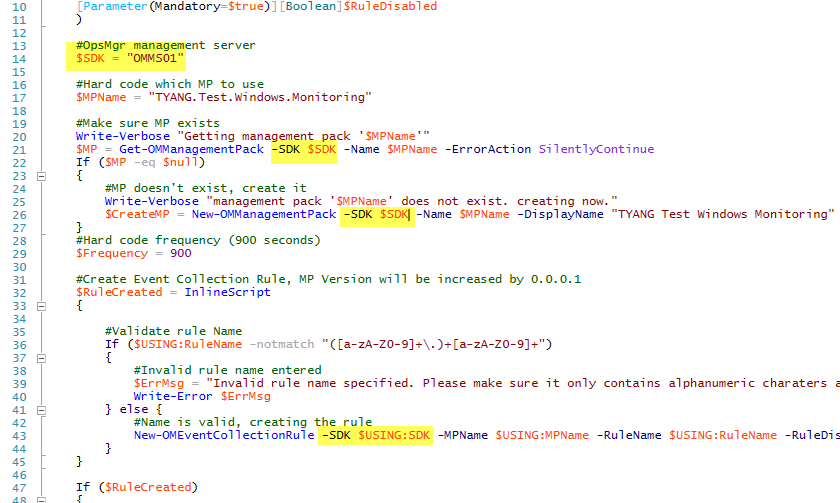 10 [Parameter(Mandatory=$true)][Boolean]$RuleDisabled
11 )
12
13 #OpsMgr management server
14 $SDK = "OMMS01"
15
16 #Hard code which MP to use
17 $MPName = "TYANG.Test.Windows.Monitoring"
18
19 #Make sure MP exists
20 Write-Verbose "Getting management pack '$MPName'"
21 $MP = Get-OMManagementPack -SDK $SDK -Name $MPName -ErrorAction SilentlyContinue
22 If ($MP -eq $null)
23 {
24 #MP doesn't exist, create it
25 Write-Verbose "management pack '$MPName' does not exist. creating now."
26 $CreateMP = New-OMManagementPack -SDK $SDK -Name $MPName -DisplayName "TYANG Test Windows Monitoring"
27 }
28 #Hard code frequency (900 seconds)
29 $Frequency = 900
30
31 #Create Event Collection Rule, MP Version will be increased by 0.0.0.1
32 $RuleCreated = InlineScript
33 {
34
35 #Validate rule Name
36 If ($USING:RuleName -notmatch "([a-zA-Z0-9]+\.)+[a-zA-Z0-9]+")
37 {
38 #Invalid rule name entered
39 $ErrMsg = "Invalid rule name specified. Please make sure it only contains alphanumeric charaters a
40 Write-Error $ErrMsg
41 } else {
42 #Name is valid, creating the rule
43 New-OMEventCollectionRule -SDK $USING:SDK -MPName $USING:MPName -RuleName $USING:RuleName -RuleDis
44 }
45 }
46
47 If ($RuleCreated)
48 {